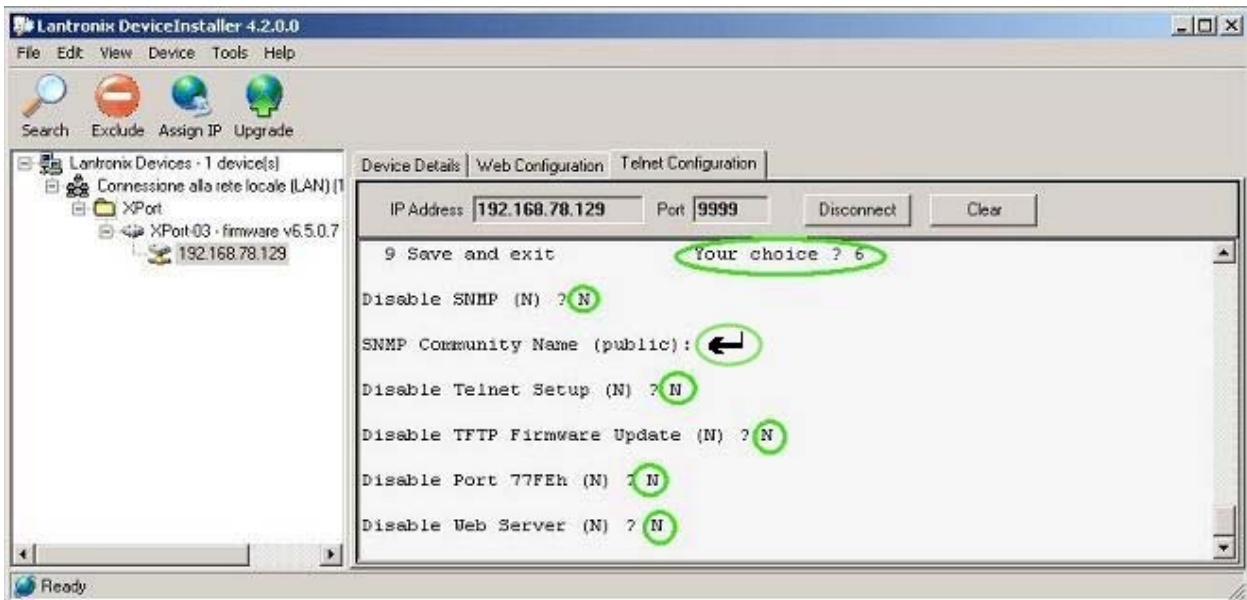 Lantronix DeviceInstaller 4.2.0.0
File Edit View Device Tools Help
Search Exclude Assign IP Upgrade
Lantronix Devices - 1 device(s)
Connessione alla rete locale (LAN) (1
XPort
XPort-03 - firmware v6.5.0.7
192.168.78.129
Device Details Web Configuration Telnet Configuration
IP Address 192.168.78.129 Port 9999 Disconnect Clear
9 Save and exit Your choice ? 6
Disable SNMP (N) ? N
SNMP Community Name (public):
Disable Telnet Setup (N) ? N
Disable TFTP Firmware Update (N) ? N
Disable Port 77FEh (N) ? N
Disable Web Server (N) ? N
Ready